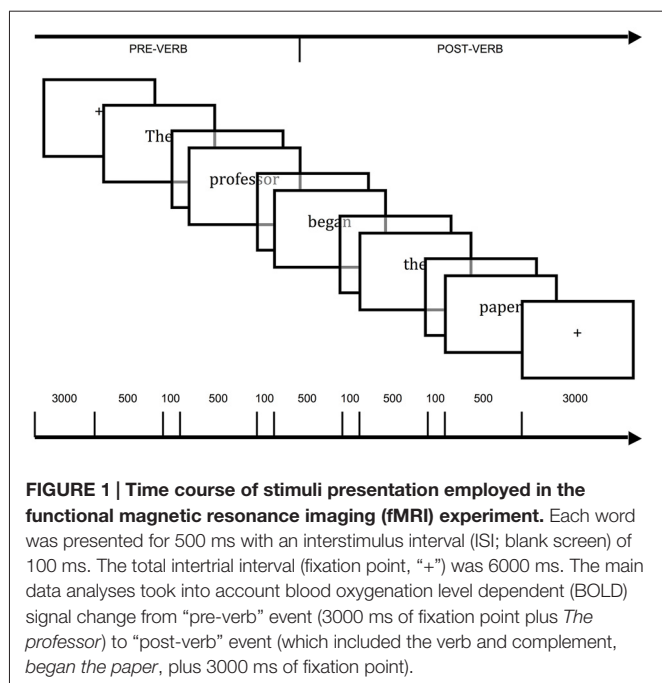 PRE-VERB POST-VERB
+
The
professor
began
the
paper
+
3000 500 100 500 100 500 100 500 100 500 3000
FIGURE 1 | Time course of stimuli presentation employed in the
functional magnetic resonance imaging (fMRI) experiment. Each word
was presented for 500 ms with an interstimulus interval (ISI; blank screen) of
100 ms. The total intertrial interval (fixation point, “+”) was 6000 ms. The main
data analyses took into account blood oxygenation level dependent (BOLD)
signal change from “pre-verb” event (3000 ms of fixation point plus The
professor) to “post-verb” event (which included the verb and complement,
began the paper, plus 3000 ms of fixation point).